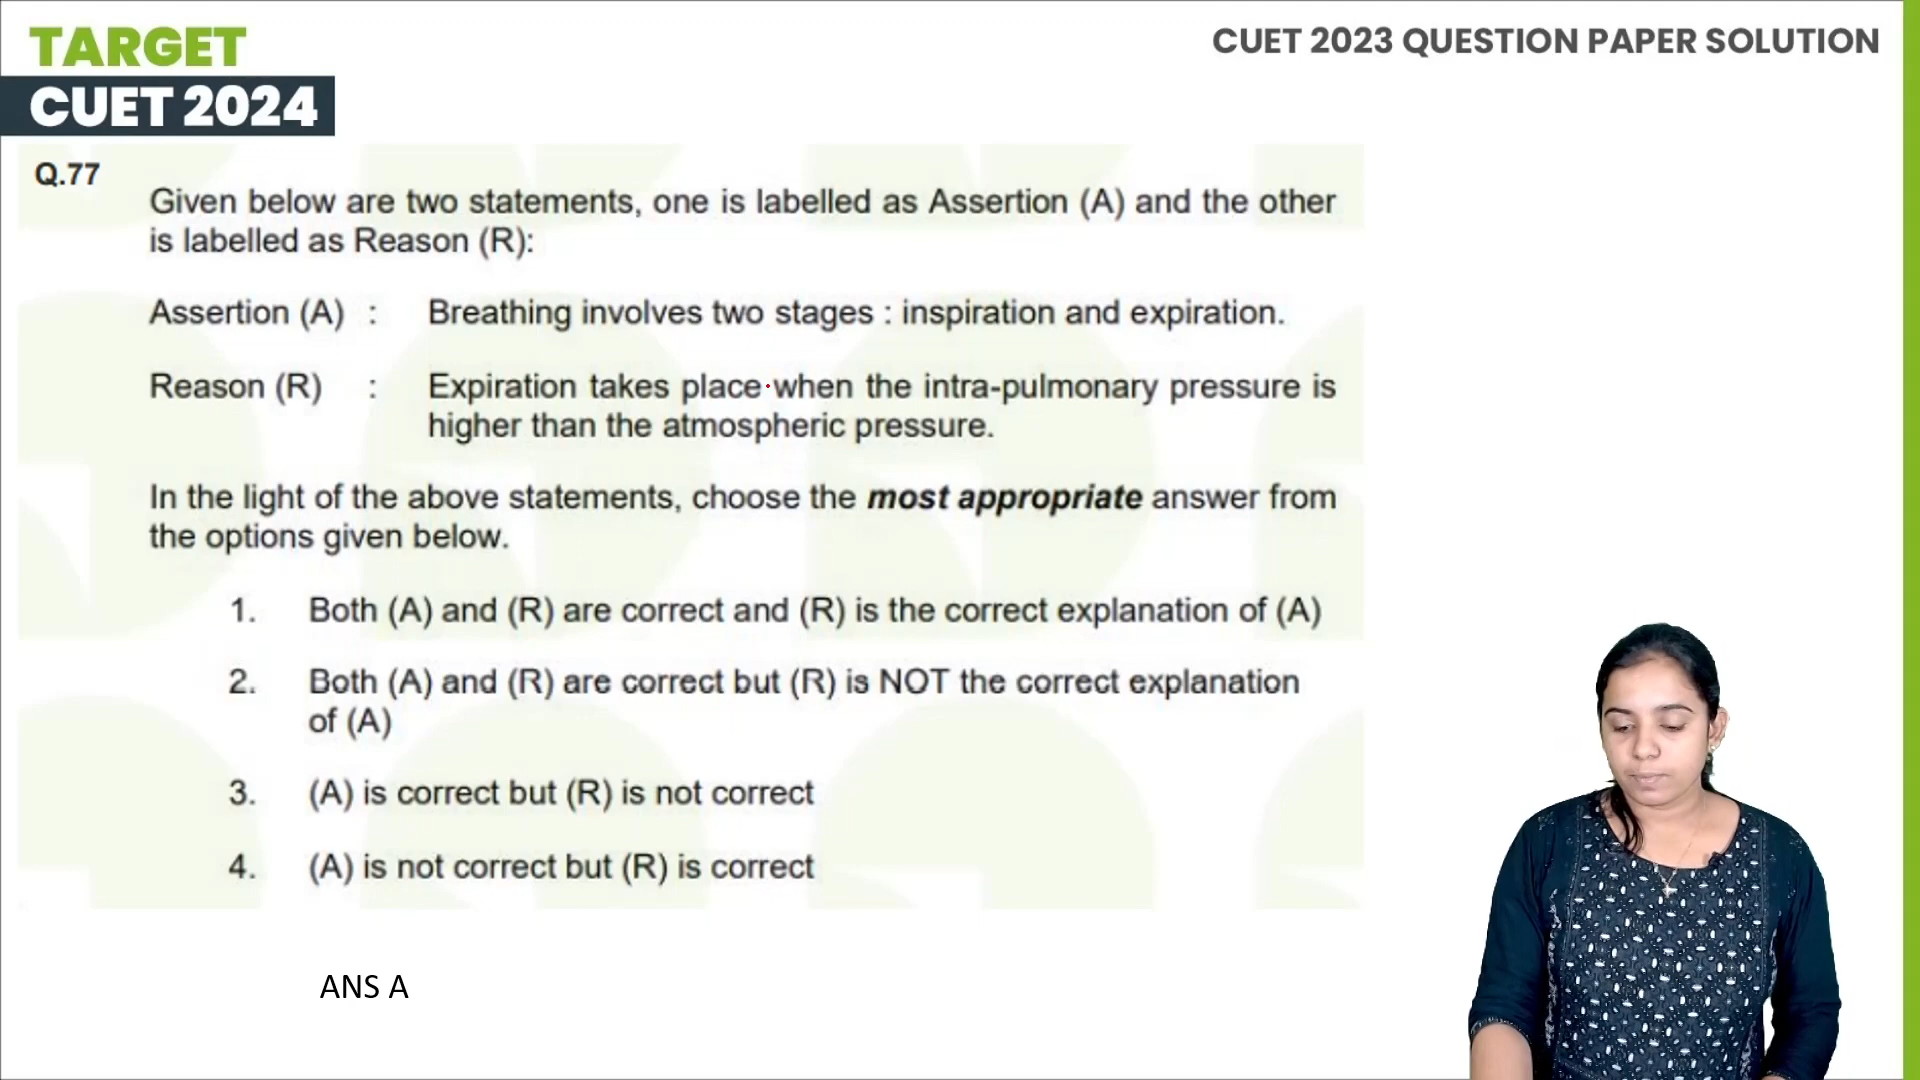 TARGET
CUET 2024
CUET 2023 QUESTION PAPER SOLUTION
Q.77
Given below are two statements, one is labelled as Assertion (A) and the other
is labelled as Reason (R):
Assertion (A) : Breathing involves two stages : inspiration and expiration.
Reason (R) : Expiration takes place when the intra-pulmonary pressure is
higher than the atmospheric pressure.
In the light of the above statements, choose the most appropriate answer from
the options given below.
1. Both (A) and (R) are correct and (R) is the correct explanation of (A)
2. Both (A) and (R) are correct but (R) is NOT the correct explanation
of (A)
3. (A) is correct but (R) is not correct
4. (A) is not correct but (R) is correct
ANS A